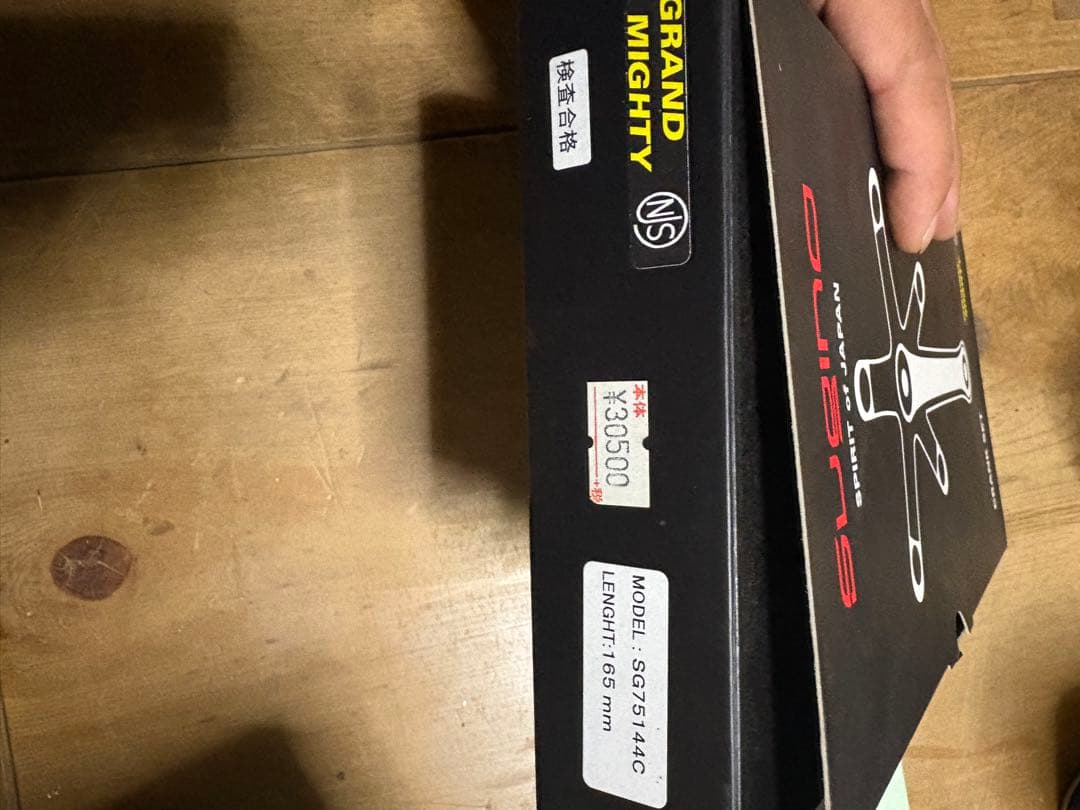 GRAND
MIGHTY
NJS
検査合格
本体
¥30500
+税
MODEL : SG75144C
LENGHT:165 mm
SUGINO
SPIRIT of JAPAN